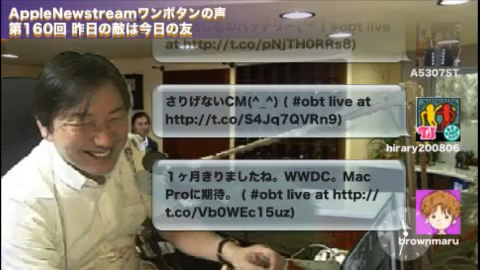 AppleNewstreamワンボタンの声
第160回 昨日の敵は今日の友
http://t.co/pNjTH0RRs8)
A5307ST
さりげないCM(^_^) ( #obt live at
http://t.co/S4Jq7QVRn9)
hirary200806
１ヶ月きりましたね。WWDC。Mac
Proに期待。 ( #obt live at http://
t.co/Vb0WEc15uz)
brownmaru